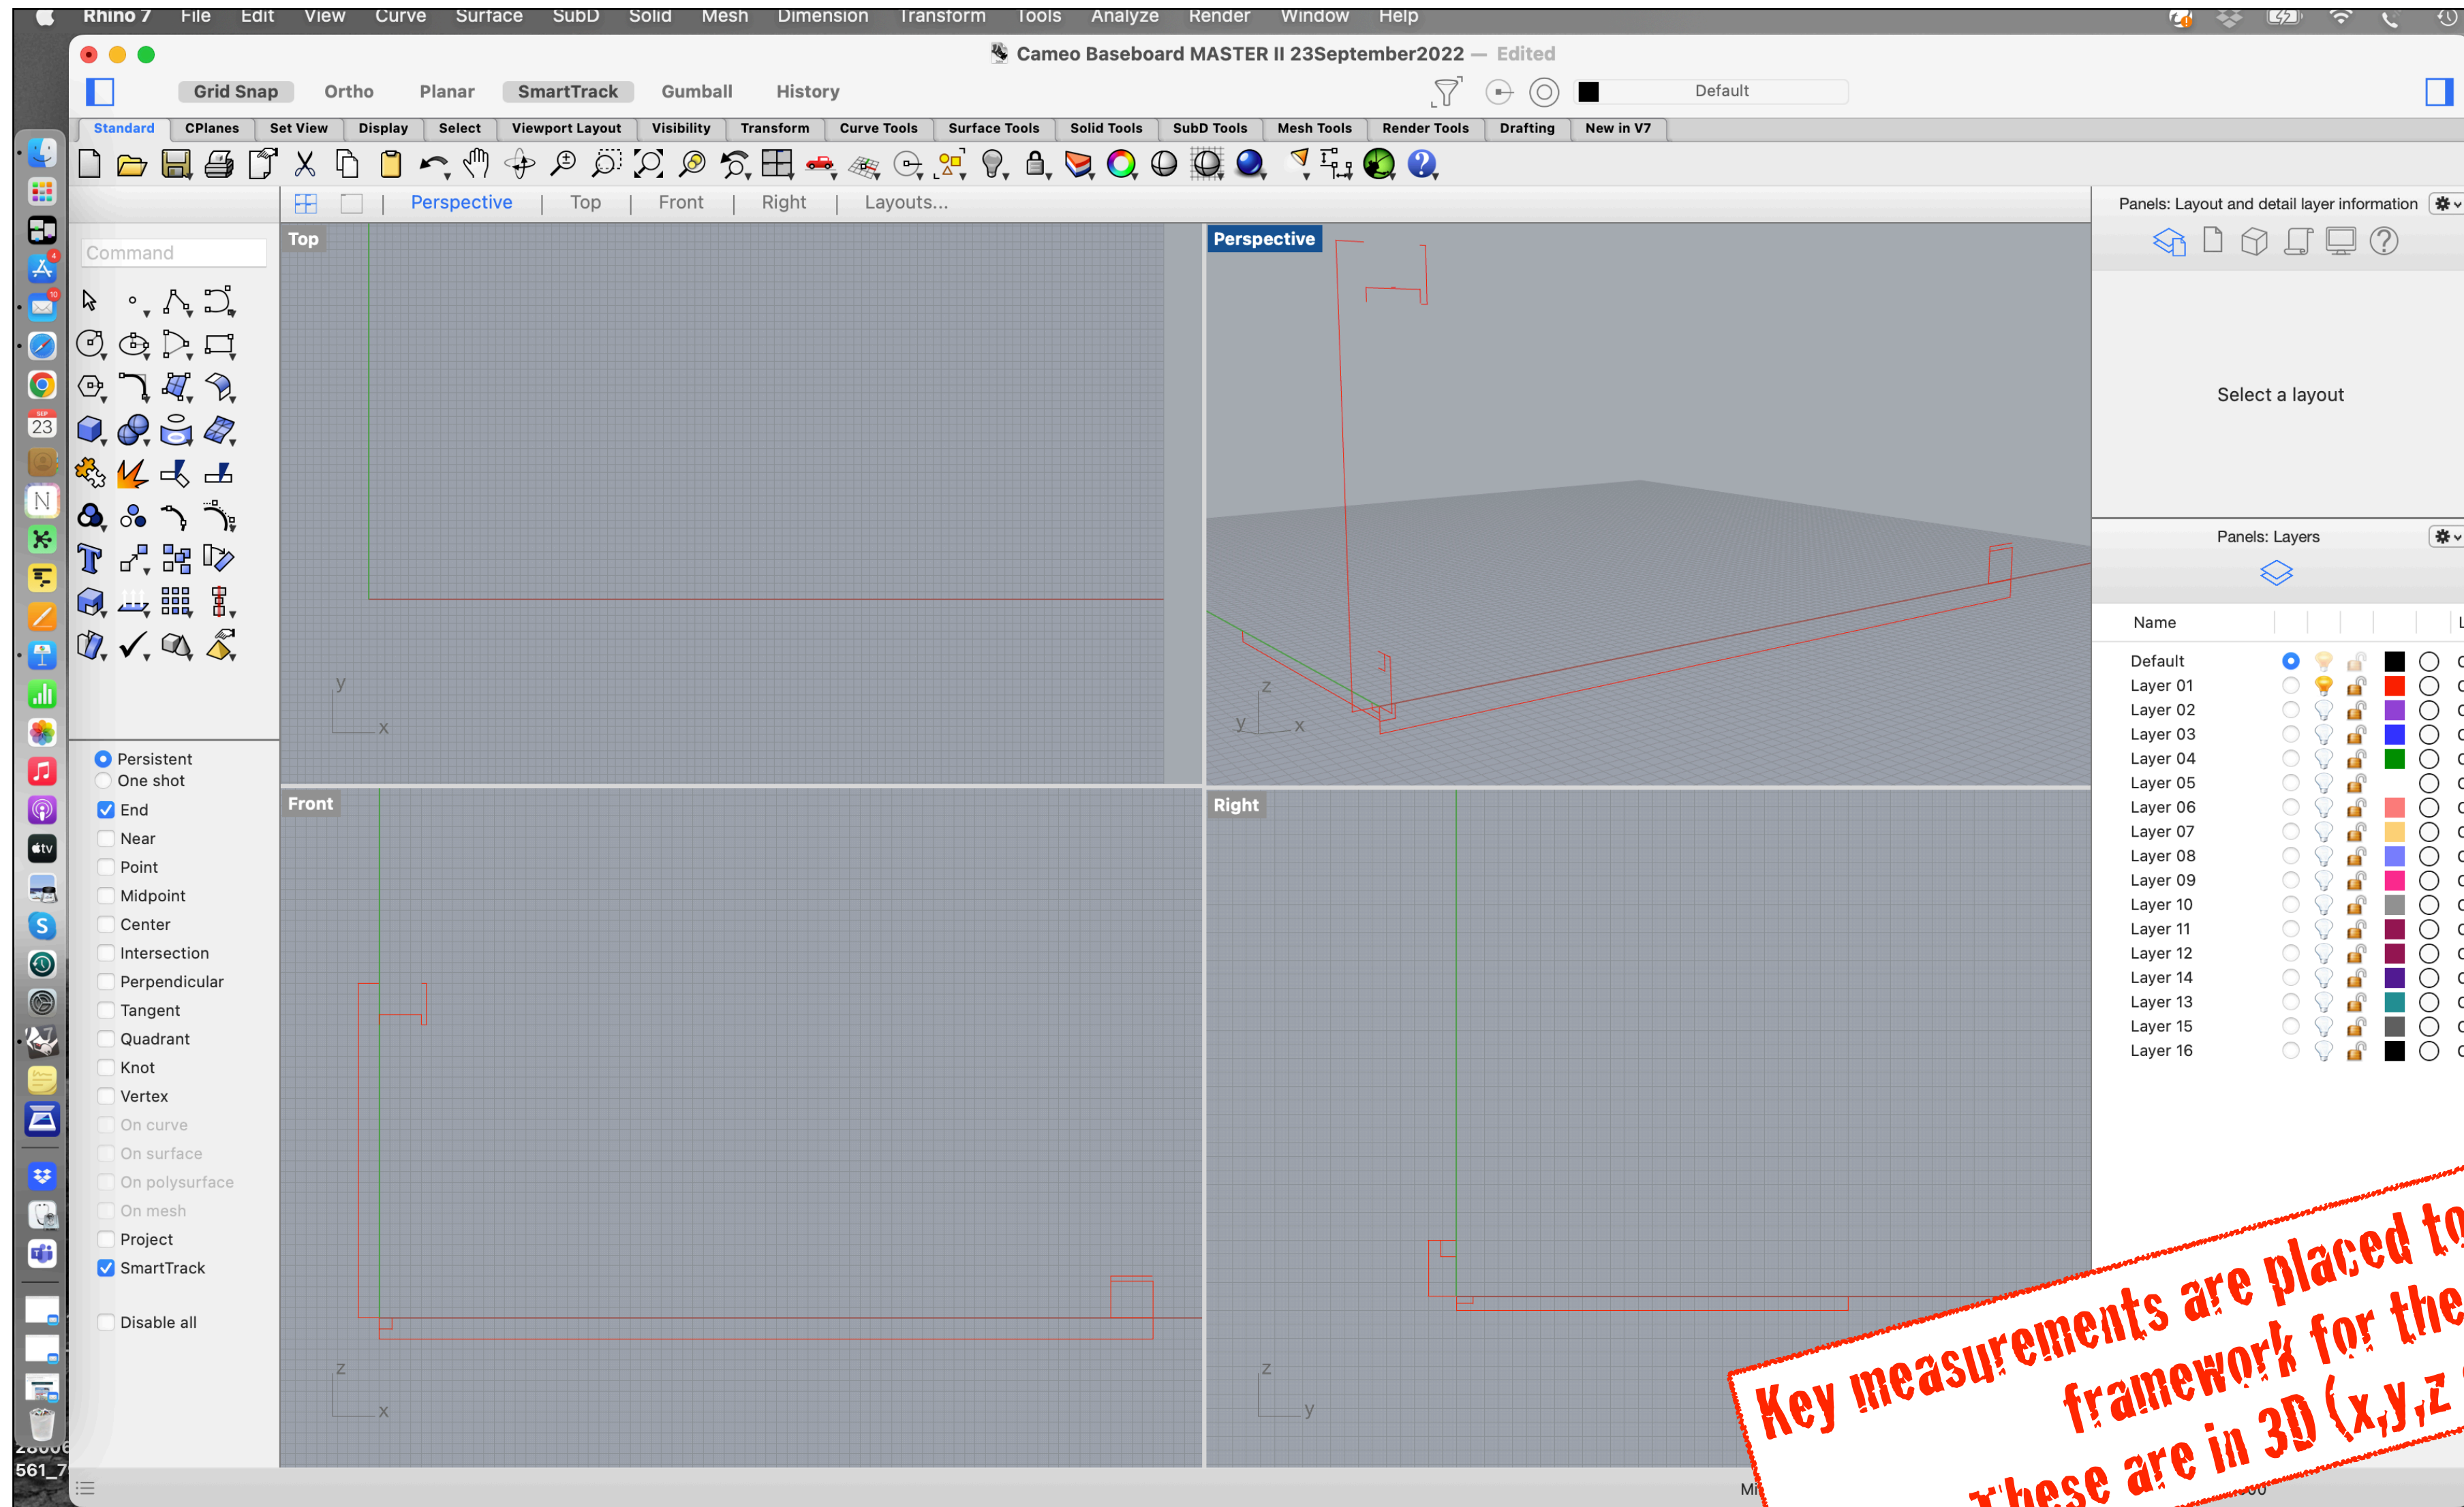 Rhino 7 File Edit View Curve Surface SubD Solid Mesh Dimension Transform Tools Analyze Render Window Help
Cameo Baseboard MASTER II 23September2022 — Edited
Grid Snap Ortho Planar SmartTrack Gumball History
Default
Standard CPlanes Set View Display Select Viewport Layout Visibility Transform Curve Tools Surface Tools Solid Tools SubD Tools Mesh Tools Render Tools Drafting New in V7
Perspective | Top | Front | Right | Layouts...
Panels: Layout and detail layer information
Command
Top
Perspective
Select a layout
Panels: Layers
Name
Default
Layer 01
Layer 02
Layer 03
Layer 04
Layer 05
Layer 06
Layer 07
Layer 08
Layer 09
Layer 10
Layer 11
Layer 12
Layer 14
Layer 13
Layer 15
Layer 16
y
x
z
y
x
Persistent
One shot
End
Near
Point
Midpoint
Center
Intersection
Perpendicular
Tangent
Quadrant
Knot
Vertex
On curve
On surface
On polysurface
On mesh
Project
SmartTrack
Disable all
Front
Right
z
x
z
y
SEP
23
tv
561_7
Key measurements are placed to
framework for the
These are in 3D (x,y,z